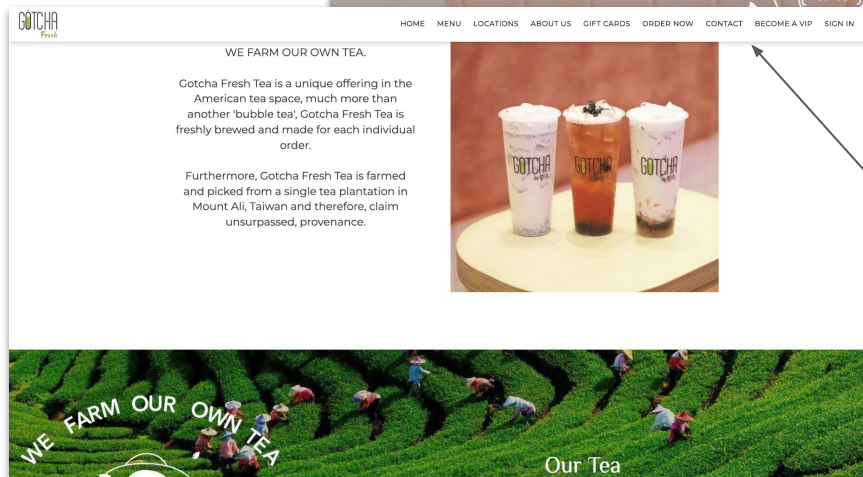 GOTCHA
Fresh
HOME MENU LOCATIONS ABOUT US GIFT CARDS ORDER NOW CONTACT BECOME A VIP SIGN IN
WE FARM OUR OWN TEA.
Gotcha Fresh Tea is a unique offering in the
American tea space, much more than
another 'bubble tea', Gotcha Fresh Tea is
freshly brewed and made for each individual
order.
Furthermore, Gotcha Fresh Tea is farmed
and picked from a single tea plantation in
Mount Ali, Taiwan and therefore, claim
unsurpassed, provenance.
GOTCHA
GOTCHA
GOTCHA
WE FARM OUR OWN TEA
Our Tea